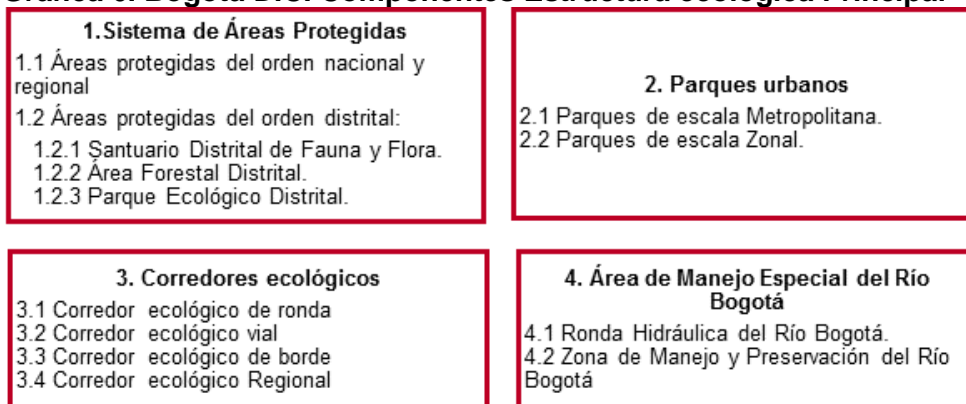 Gráfica 6. Bogotá D.C. Componentes Estructura ecológica Principal
1.Sistema de Áreas Protegidas
1.1 Áreas protegidas del orden nacional y
regional
1.2 Áreas protegidas del orden distrital:
1.2.1 Santuario Distrital de Fauna y Flora.
1.2.2 Área Forestal Distrital.
1.2.3 Parque Ecológico Distrital.
2. Parques urbanos
2.1 Parques de escala Metropolitana.
2.2 Parques de escala Zonal.
3. Corredores ecológicos
3.1 Corredor ecológico de ronda
3.2 Corredor ecológico vial
3.3 Corredor ecológico de borde
3.4 Corredor ecológico Regional
4. Área de Manejo Especial del Río
Bogotá
4.1 Ronda Hidráulica del Río Bogotá.
4.2 Zona de Manejo y Preservación del Río
Bogotá